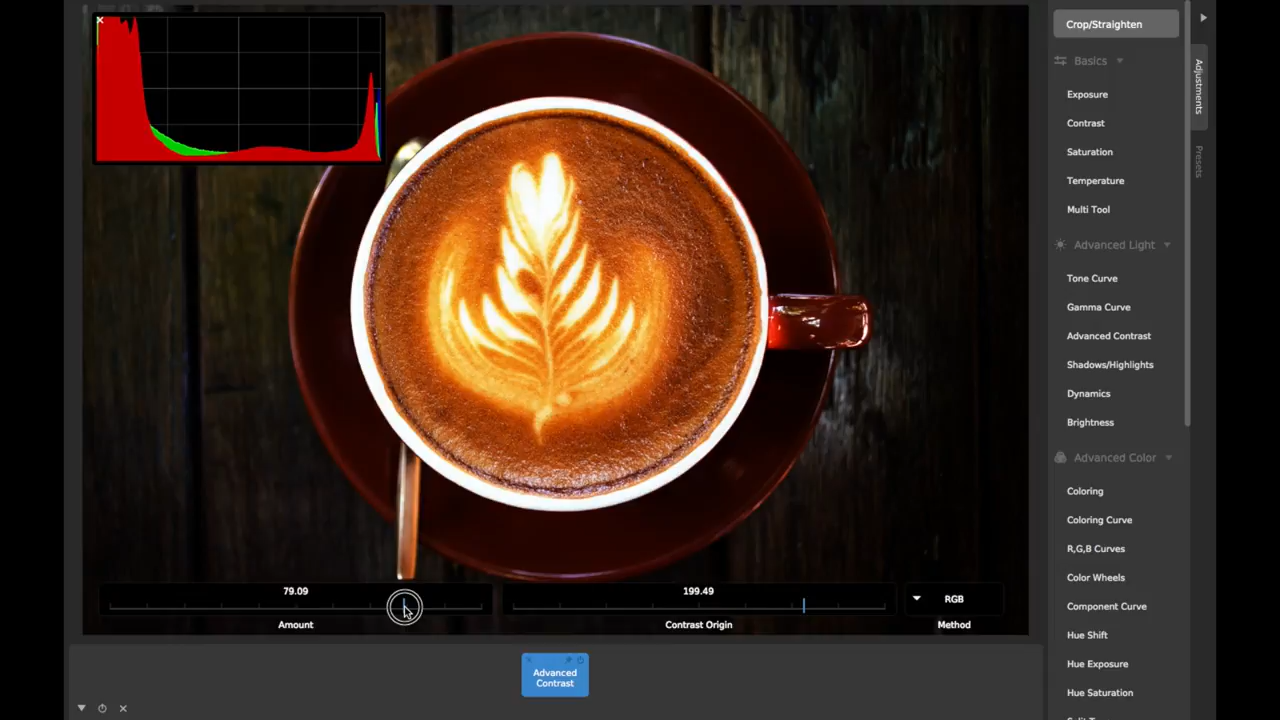 Crop/Straighten
Basics
Exposure
Contrast
Saturation
Temperature
Multi Tool
Advanced Light
Tone Curve
Gamma Curve
Advanced Contrast
Shadows/Highlights
Dynamics
Brightness
Advanced Color
Coloring
Coloring Curve
R,G,B Curves
Color Wheels
Component Curve
Hue Shift
Hue Exposure
Hue Saturation
Adjustments
Presets
79.09
Amount
199.49
Contrast Origin
RGB
Method
Advanced
Contrast